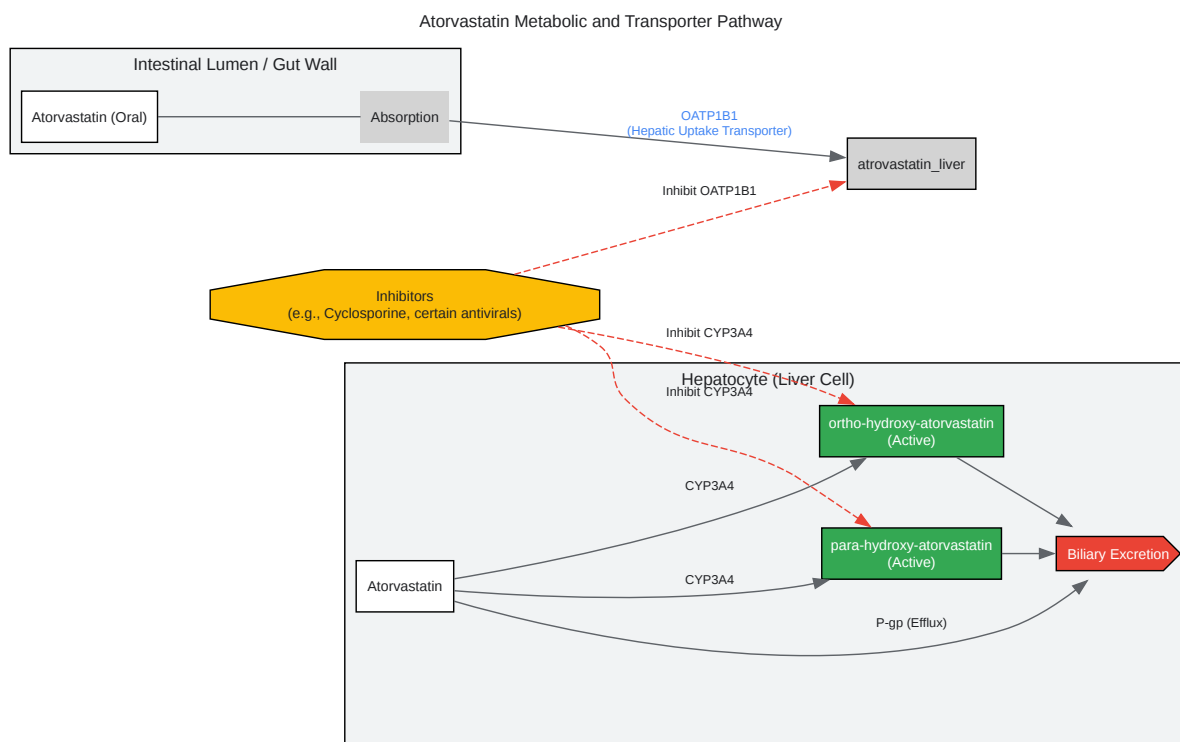 Atorvastatin Metabolic and Transporter Pathway
Intestinal Lumen / Gut Wall
Atorvastatin (Oral)
Absorption
OATP1B1
(Hepatic Uptake Transporter)
atrovastatin_liver
Inhibit OATP1B1
Inhibitors
(e.g., Cyclosporine, certain antivirals)
Inhibit CYP3A4
Hepatocyte (Liver Cell)
Inhibit CYP3A4
ortho-hydroxy-atorvastatin
(Active)
CYP3A4
para-hydroxy-atorvastatin
(Active)
Biliary Excretion
Atorvastatin
CYP3A4
P-gp (Efflux)